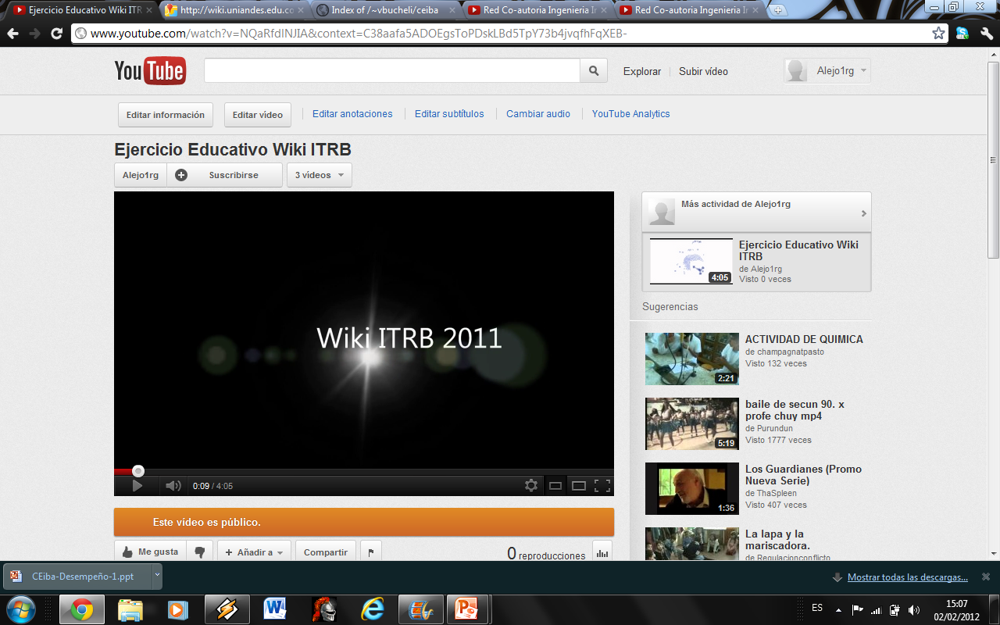 Ejercicio Educativo Wiki ITR
http://wiki.uniandes.edu.co
Index of /~vbucheli/ceiba
Red Co-autoria Ingenieria In
Red Co-autoria Ingenieria In
www.youtube.com/watch?v=NQaRfdlNJIA&context=C38aafa5ADOEgsToPDskLBd5TpY73b4jvqfhFqXEB-
YouTube
Explorar
Subir vídeo
Alejo1rg
Editar información
Editar vídeo
Editar anotaciones
Editar subtítulos
Cambiar audio
YouTube Analytics
Ejercicio Educativo Wiki ITRB
Alejo1rg
Suscribirse
3 vídeos
Wiki ITRB 2011
0:09 / 4:05
Este vídeo es público.
Me gusta
Añadir a
Compartir
0 reproducciones
Más actividad de Alejo1rg
4:05
Ejercicio Educativo Wiki
ITRB
de Alejo1rg
Visto 0 veces
Sugerencias
2:21
ACTIVIDAD DE QUIMICA
de champagnatpasto
Visto 132 veces
5:19
baile de secun 90. x
profe chuy mp4
de Purundun
Visto 1777 veces
1:36
Los Guardianes (Promo
Nueva Serie)
de ThaSpleen
Visto 407 veces
La lapa y la
mariscadora.
de Regulacionconflicto
CEiba-Desempeño-1.ppt
Mostrar todas las descargas...
ES
15:07
02/02/2012